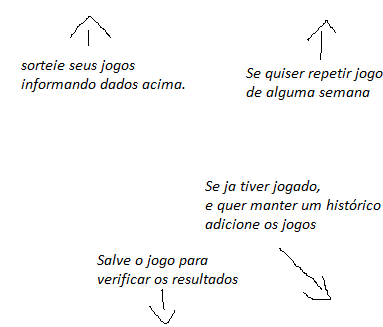 sorteie seus jogos
informando dados acima.
Se quiser repetir jogo
de alguma semana
Se ja tiver jogado,
e quer manter um histórico
adicione os jogos
Salve o jogo para
verificar os resultados